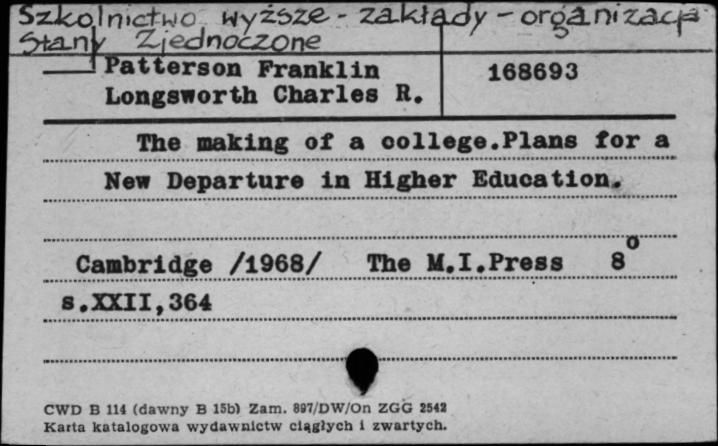 Szkolnictwo wyższe - zakłady - organizacja
Stany Zjednoczone
Patterson Franklin 168693
Longsworth Charles R.
The making of a college.Plans for a
New Departure in Higher Education.
Cambridge /1968/ The M.I.Press 8°
s.XXII,364
CWD B 114 (dawny B 15b) Zam. 897/DW/On ZGG 2542
Karta katalogowa wydawnictw ciągłych i zwartych.